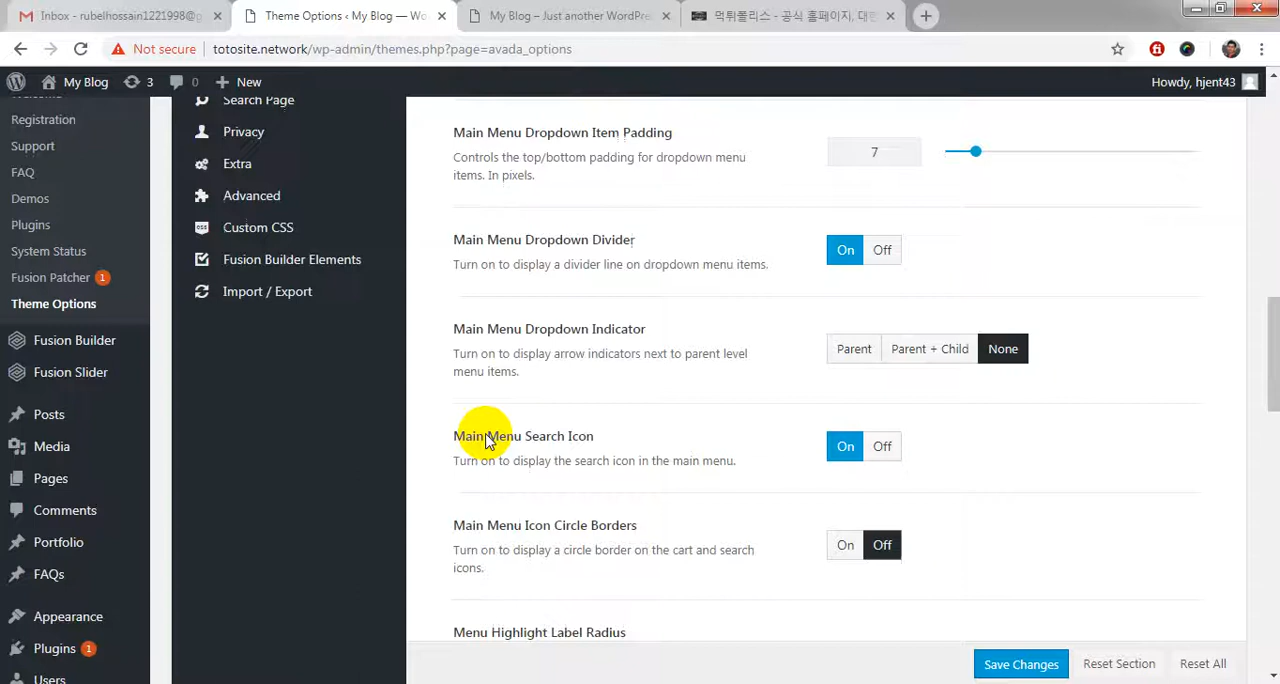 Inbox - rubelhossain1221998@g
Theme Options ‹ My Blog — Wo
My Blog – Just another WordPre
먹튀폴리스 - 공식 홈페이지, 대한
Not secure
totosite.network/wp-admin/themes.php?page=avada_options
My Blog
3
0
New
Howdy, hjent43
Registration
Support
FAQ
Demos
Plugins
System Status
Fusion Patcher 1
Theme Options
Fusion Builder
Fusion Slider
Posts
Media
Pages
Comments
Portfolio
FAQs
Appearance
Plugins 1
Users
Search Page
Privacy
Extra
Advanced
Custom CSS
Fusion Builder Elements
Import / Export
Main Menu Dropdown Item Padding
Controls the top/bottom padding for dropdown menu
items. In pixels.
7
Main Menu Dropdown Divider
Turn on to display a divider line on dropdown menu items.
On Off
Main Menu Dropdown Indicator
Turn on to display arrow indicators next to parent level
menu items.
Parent Parent + Child None
Main Menu Search Icon
Turn on to display the search icon in the main menu.
On Off
Main Menu Icon Circle Borders
Turn on to display a circle border on the cart and search
icons.
On Off
Menu Highlight Label Radius
Save Changes Reset Section Reset All